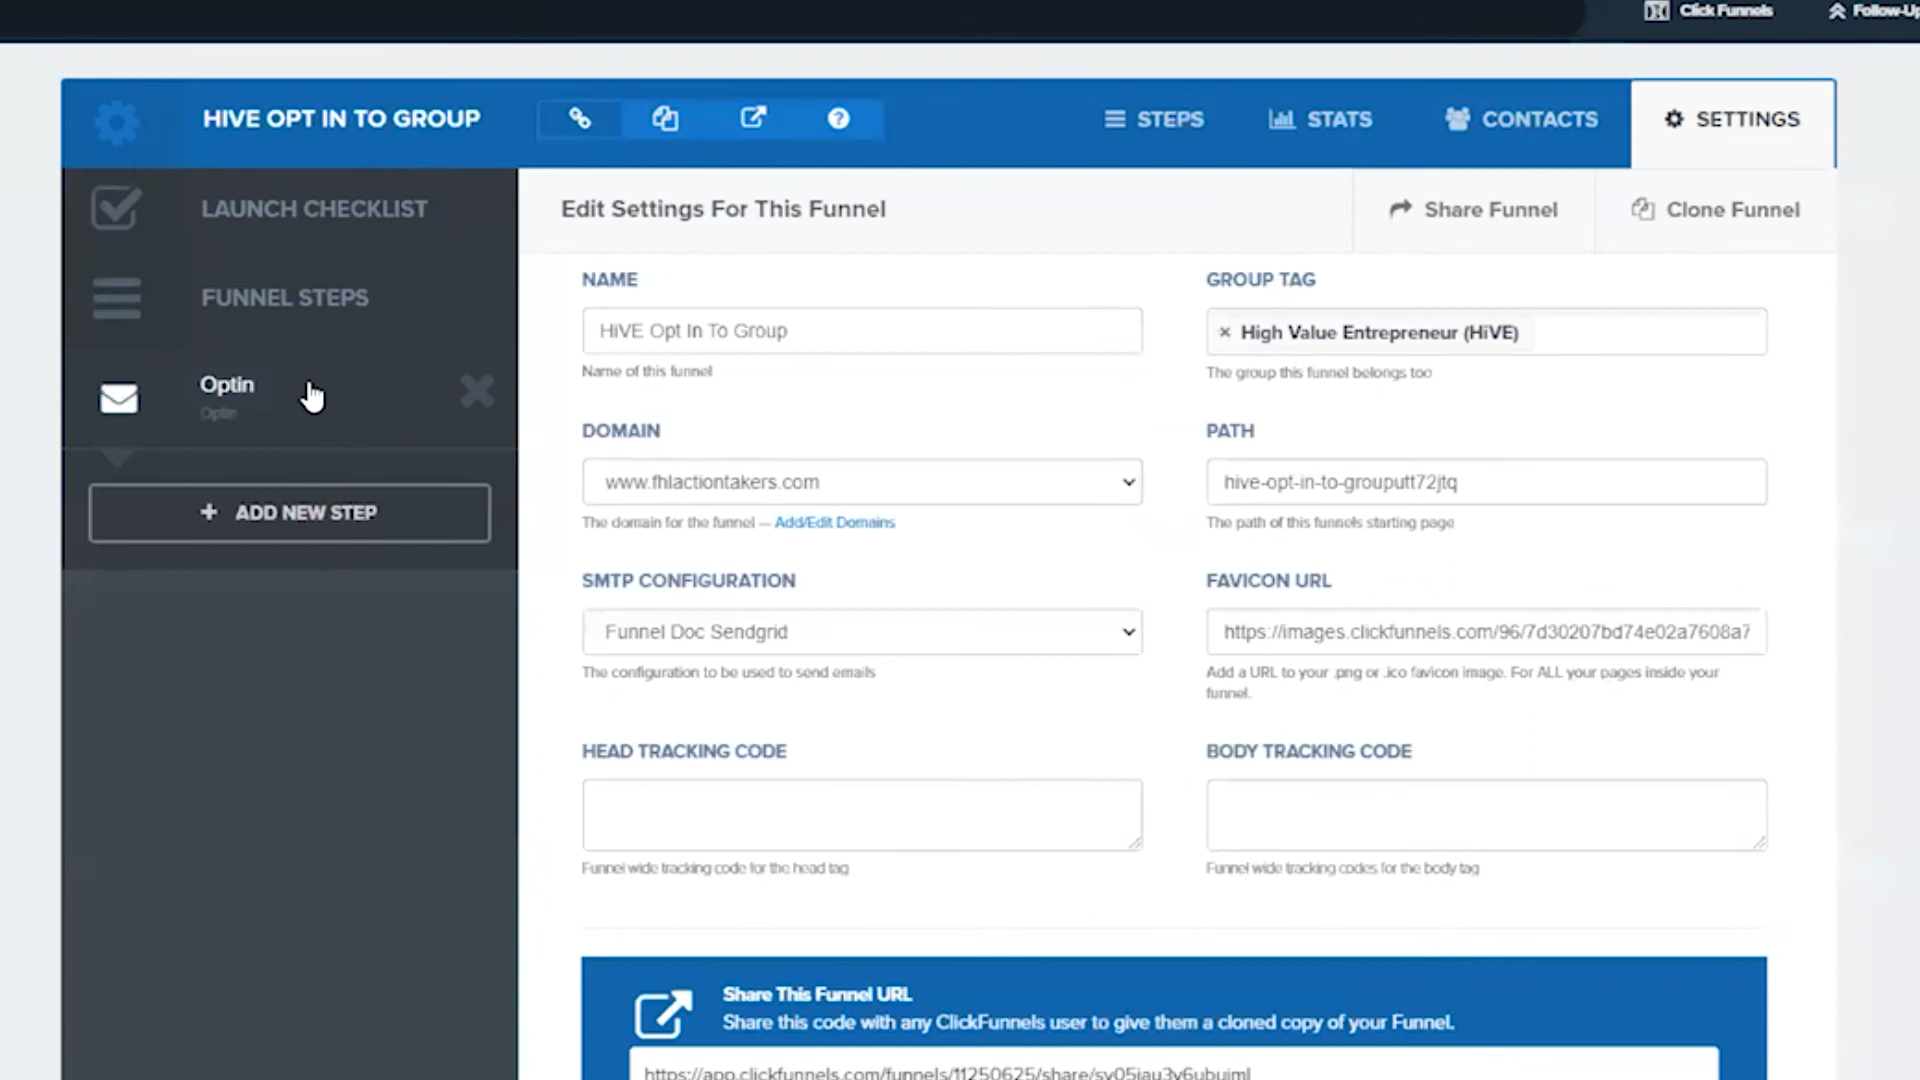 Click Funnels
Follow-Up
HIVE OPT IN TO GROUP
STEPS
STATS
CONTACTS
SETTINGS
LAUNCH CHECKLIST
FUNNEL STEPS
Optin
Optin
+ ADD NEW STEP
Edit Settings For This Funnel
Share Funnel
Clone Funnel
NAME
HiVE Opt In To Group
Name of this funnel
GROUP TAG
× High Value Entrepreneur (HiVE)
The group this funnel belongs too
DOMAIN
www.fhlactiontakers.com
The domain for the funnel — Add/Edit Domains
PATH
hive-opt-in-to-grouputt72jtq
The path of this funnels starting page
SMTP CONFIGURATION
Funnel Doc Sendgrid
The configuration to be used to send emails
FAVICON URL
https://images.clickfunnels.com/96/7d30207bd74e02a7608a7
Add a URL to your .png or .ico favicon image. For ALL your pages inside your
funnel.
HEAD TRACKING CODE
Funnel wide tracking code for the head tag
BODY TRACKING CODE
Funnel wide tracking codes for the body tag
Share This Funnel URL
Share this code with any ClickFunnels user to give them a cloned copy of your Funnel.